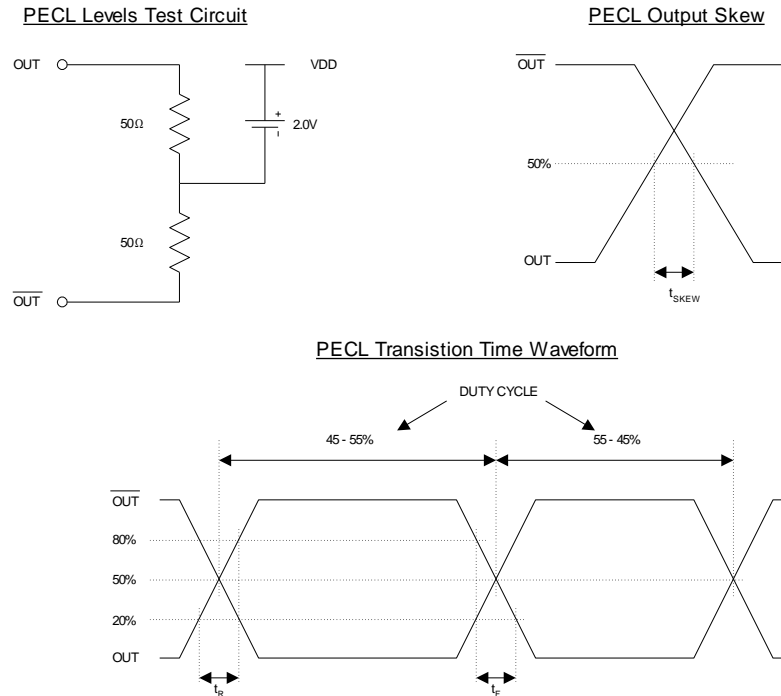 PECL Levels Test Circuit
OUT
VDD
50Ω
+
2.0V
50Ω
OUT
PECL Output Skew
OUT
50%
OUT
tSKEW
PECL Transistion Time Waveform
DUTY CYCLE
45 - 55%
55 - 45%
OUT
80%
50%
20%
OUT
tR
tF